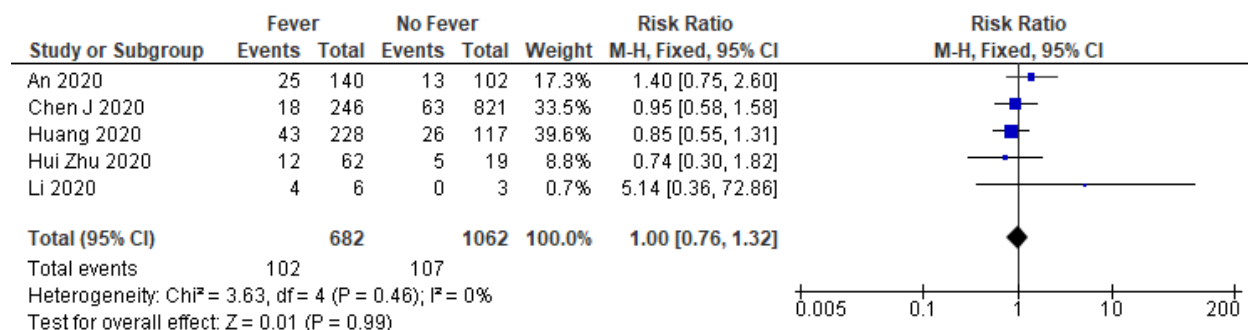 Fever No Fever Risk Ratio Risk Ratio
Study or Subgroup Events Total Events Total Weight M-H, Fixed, 95% CI M-H, Fixed, 95% CI
An 2020 25 140 13 102 17.3% 1.40 [0.75, 2.60]
Chen J 2020 18 246 63 821 33.5% 0.95 [0.58, 1.58]
Huang 2020 43 228 26 117 39.6% 0.85 [0.55, 1.31]
Hui Zhu 2020 12 62 5 19 8.8% 0.74 [0.30, 1.82]
Li 2020 4 6 0 3 0.7% 5.14 [0.36, 72.86]
Total (95% CI) 682 1062 100.0% 1.00 [0.76, 1.32]
Total events 102 107
Heterogeneity: Chi² = 3.63, df = 4 (P = 0.46); I² = 0%
Test for overall effect: Z = 0.01 (P = 0.99)
0.005 0.1 1 10 200